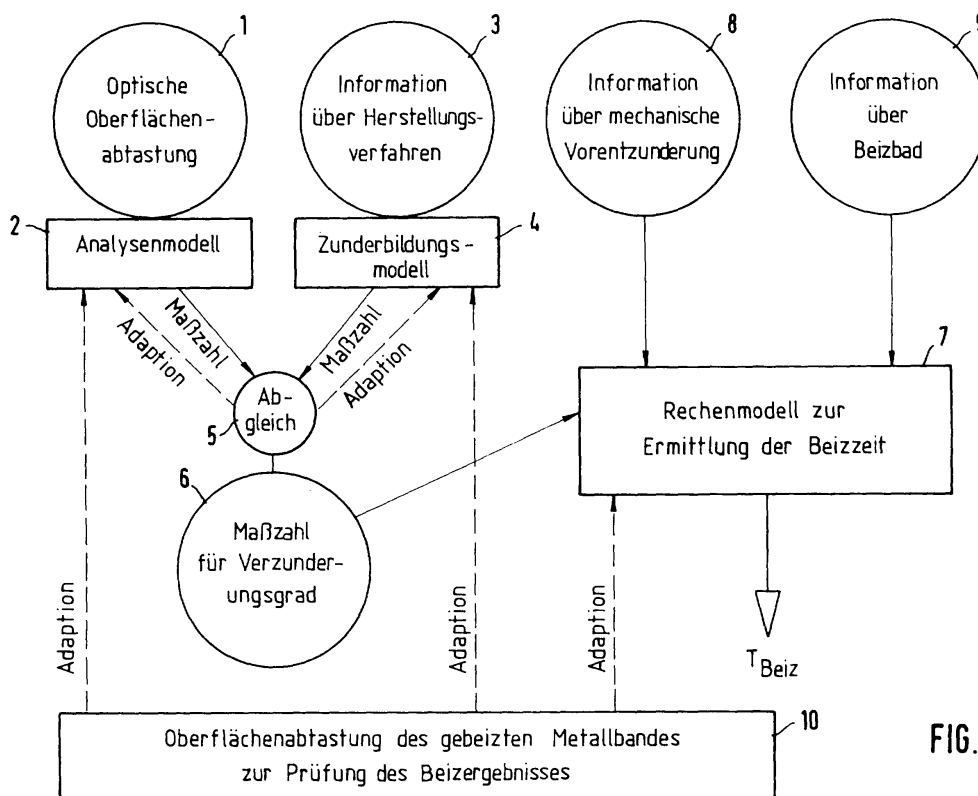 1
Optische
Oberflächen-
abtastung
3
Information
über Herstellungs-
verfahren
8
Information
über mechanische
Vorentzunderung
9
Information
über
Beizbad
2
Analysenmodell
4
Zunderbildungs-
modell
Maßzahl
Adaption
Maßzahl
Adaption
Ab-
gleich
5
7
Rechenmodell zur
Ermittlung der Beizzeit
6
Maßzahl
für Verzunder-
ungsgrad
Adaption
Adaption
Adaption
T Beiz
10
Oberflächenabtastung des gebeizten Metallbandes
zur Prüfung des Beizergebnisses
FIG.